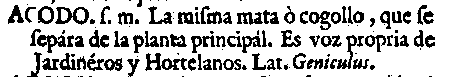 ACODO. ſ. m. La miſma mata ò cogollo, que ſe
ſepára de la planta principál. Es voz propria de
Jardinéros y Hortelanos. Lat. Geniculus.